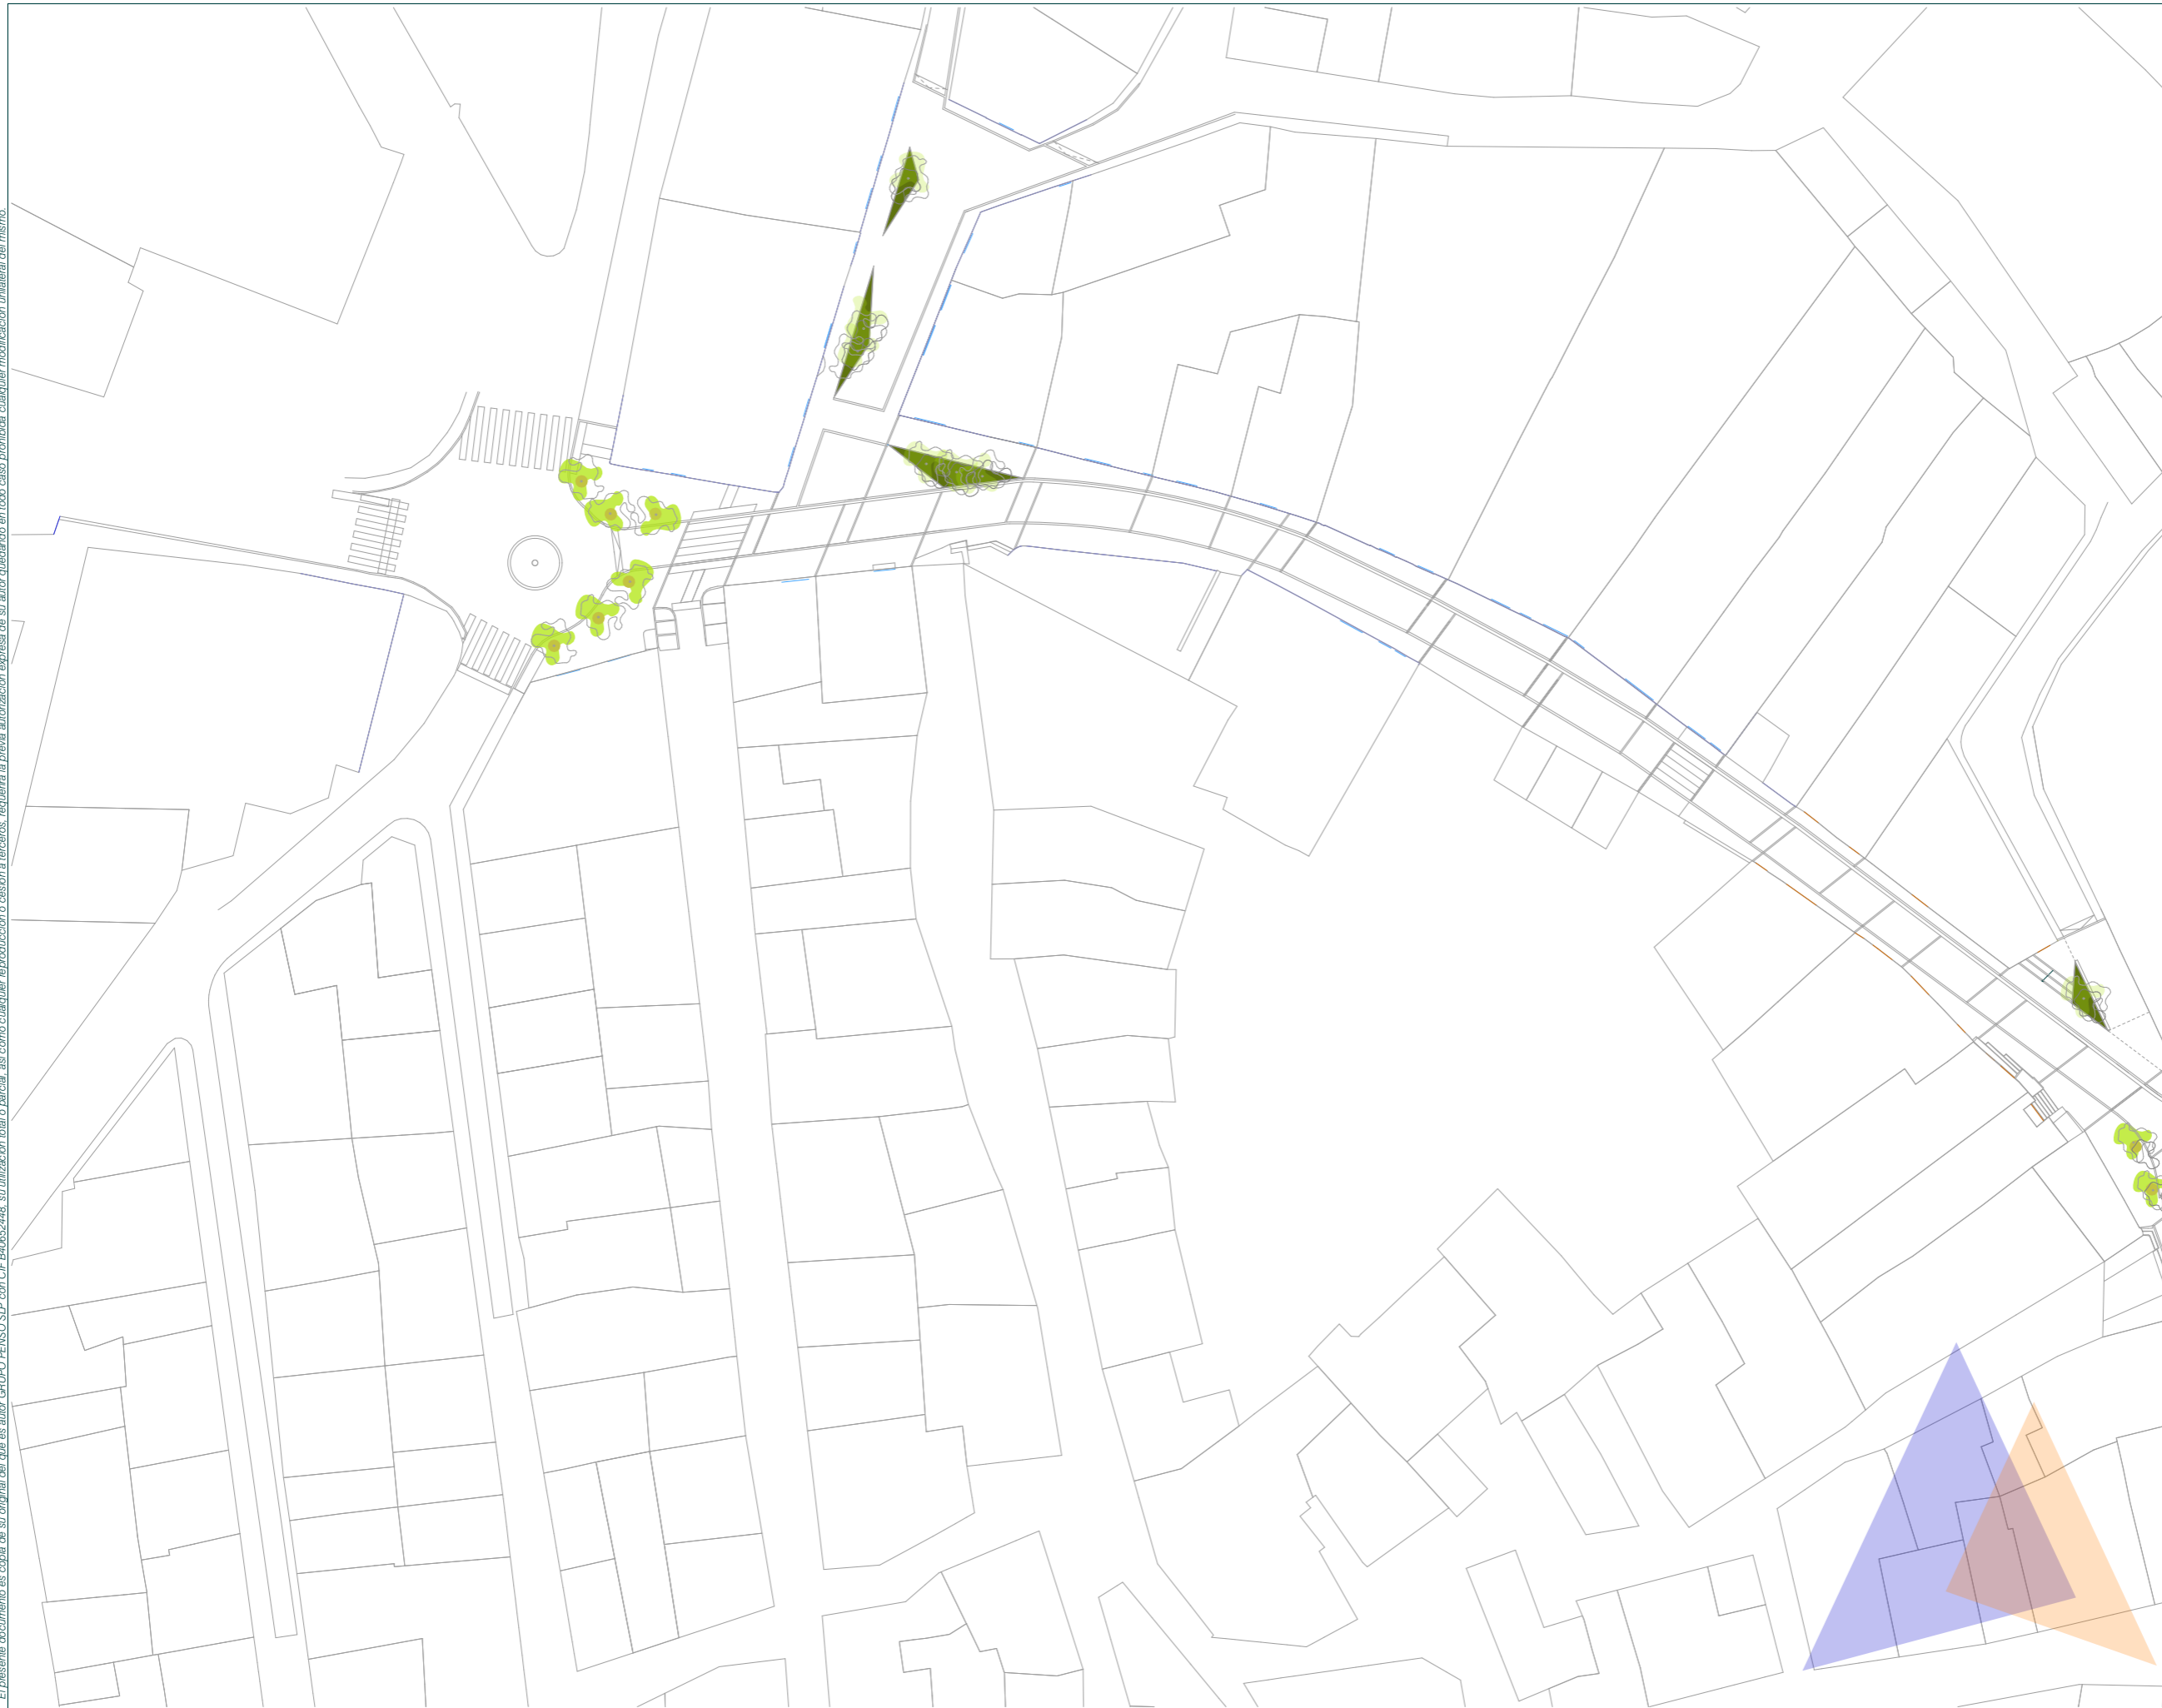 El presente documento es copia de su original del que es autor GRUPO PENSO SLP con CIF B40652448, su utilización total o parcial, así como cualquier reproducción o cesión a terceros, requerirá la previa autorización expresa de su autor quedando en todo caso prohibida cualquier modificación unilateral del mismo.